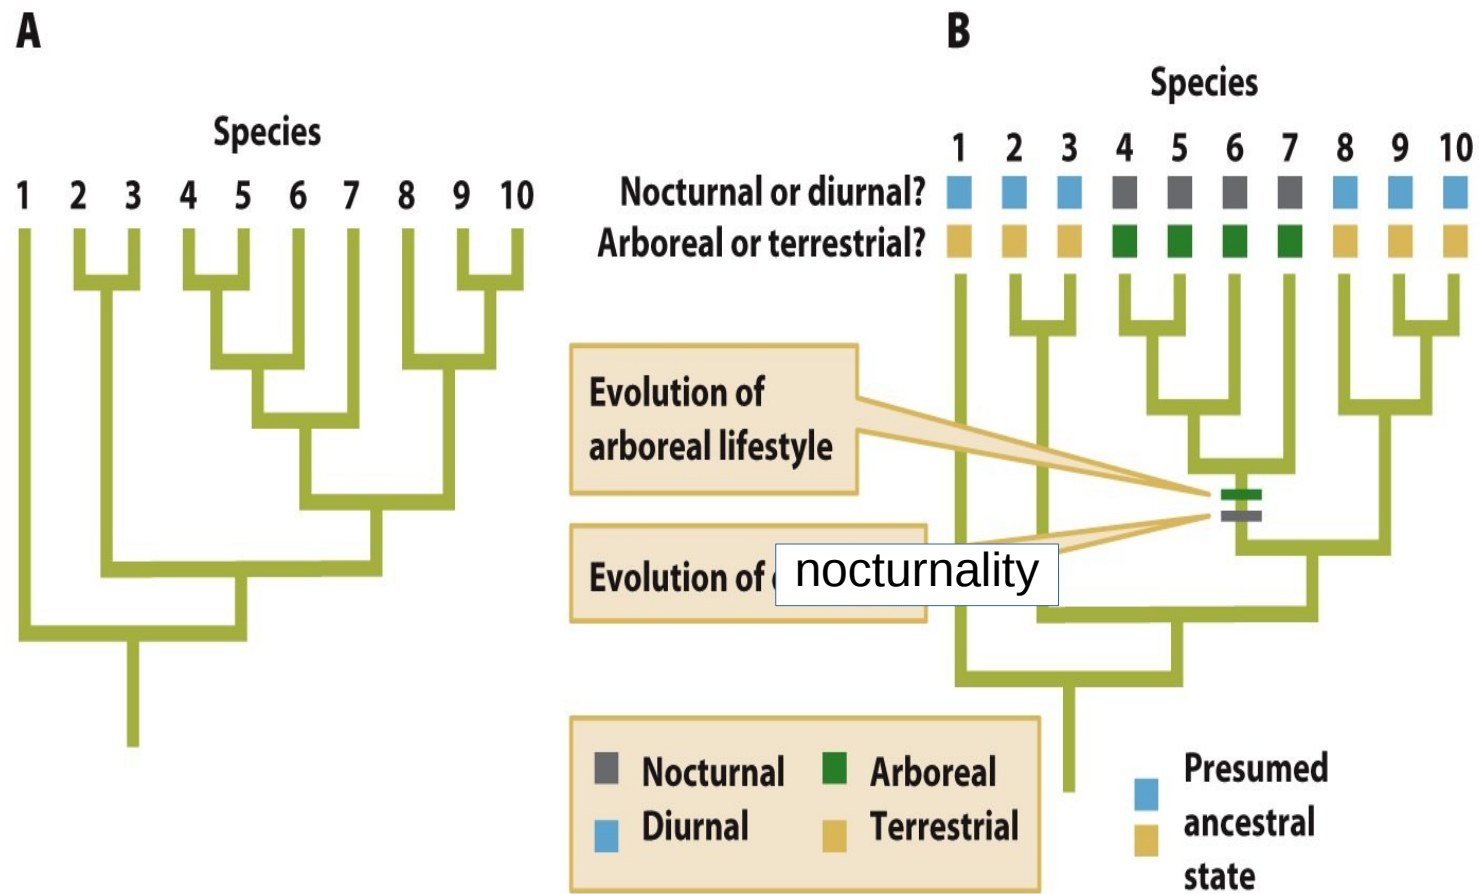 A
Species
1 2 3 4 5 6 7 8 9 10
B
Species
1 2 3 4 5 6 7 8 9 10
Nocturnal or diurnal?
Arboreal or terrestrial?
Evolution of
arboreal lifestyle
Evolution of nocturnality
Nocturnal
Arboreal
Diurnal
Terrestrial
Presumed
ancestral
state